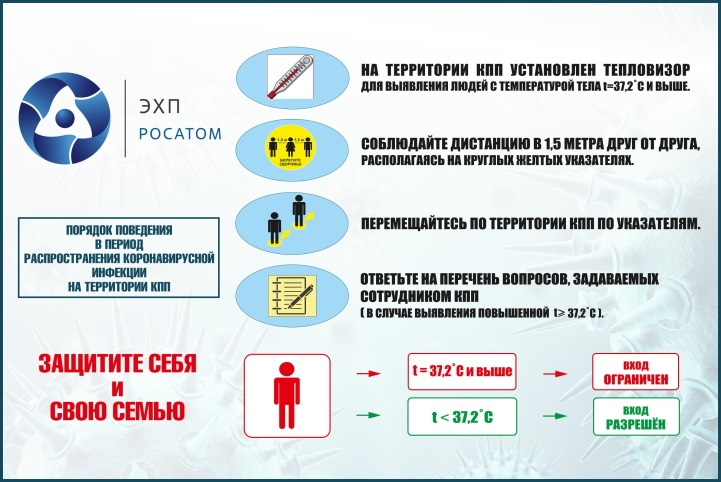 ЭХП
РОСАТОМ
ПОРЯДОК ПОВЕДЕНИЯ
В ПЕРИОД
РАСПРОСТРАНЕНИЯ КОРОНАВИРУСНОЙ
ИНФЕКЦИИ
НА ТЕРРИТОРИИ КПП
НА ТЕРРИТОРИИ КПП УСТАНОВЛЕН ТЕПЛОВИЗОР
ДЛЯ ВЫЯВЛЕНИЯ ЛЮДЕЙ С ТЕМПЕРАТУРОЙ ТЕЛА t=37,2˚С И ВЫШЕ.
1,5 м 1,5 м
БЕРЕГИТЕ
ЗДОРОВЬЕ
СОБЛЮДАЙТЕ ДИСТАНЦИЮ В 1,5 МЕТРА ДРУГ ОТ ДРУГА,
РАСПОЛАГАЯСЬ НА КРУГЛЫХ ЖЕЛТЫХ УКАЗАТЕЛЯХ.
ПЕРЕМЕЩАЙТЕСЬ ПО ТЕРРИТОРИИ КПП ПО УКАЗАТЕЛЯМ.
ОТВЕТЬТЕ НА ПЕРЕЧЕНЬ ВОПРОСОВ, ЗАДАВАЕМЫХ
СОТРУДНИКОМ КПП
( В СЛУЧАЕ ВЫЯВЛЕНИЯ ПОВЫШЕННОЙ t⩾ 37,2˚С ).
ЗАЩИТИТЕ СЕБЯ
и
СВОЮ СЕМЬЮ
t = 37,2˚С и выше
ВХОД
ОГРАНИЧЕН
t < 37,2˚С
ВХОД
РАЗРЕШЁН